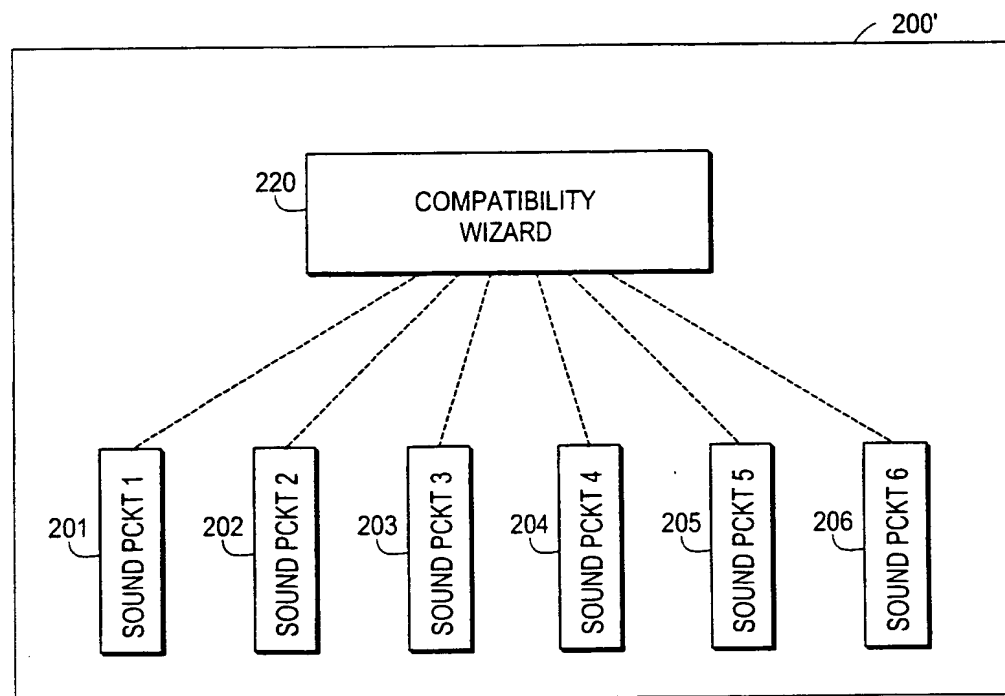 200'
220
COMPATIBILITY
WIZARD
201
SOUND PCKT 1
202
SOUND PCKT 2
203
SOUND PCKT 3
204
SOUND PCKT 4
205
SOUND PCKT 5
206
SOUND PCKT 6